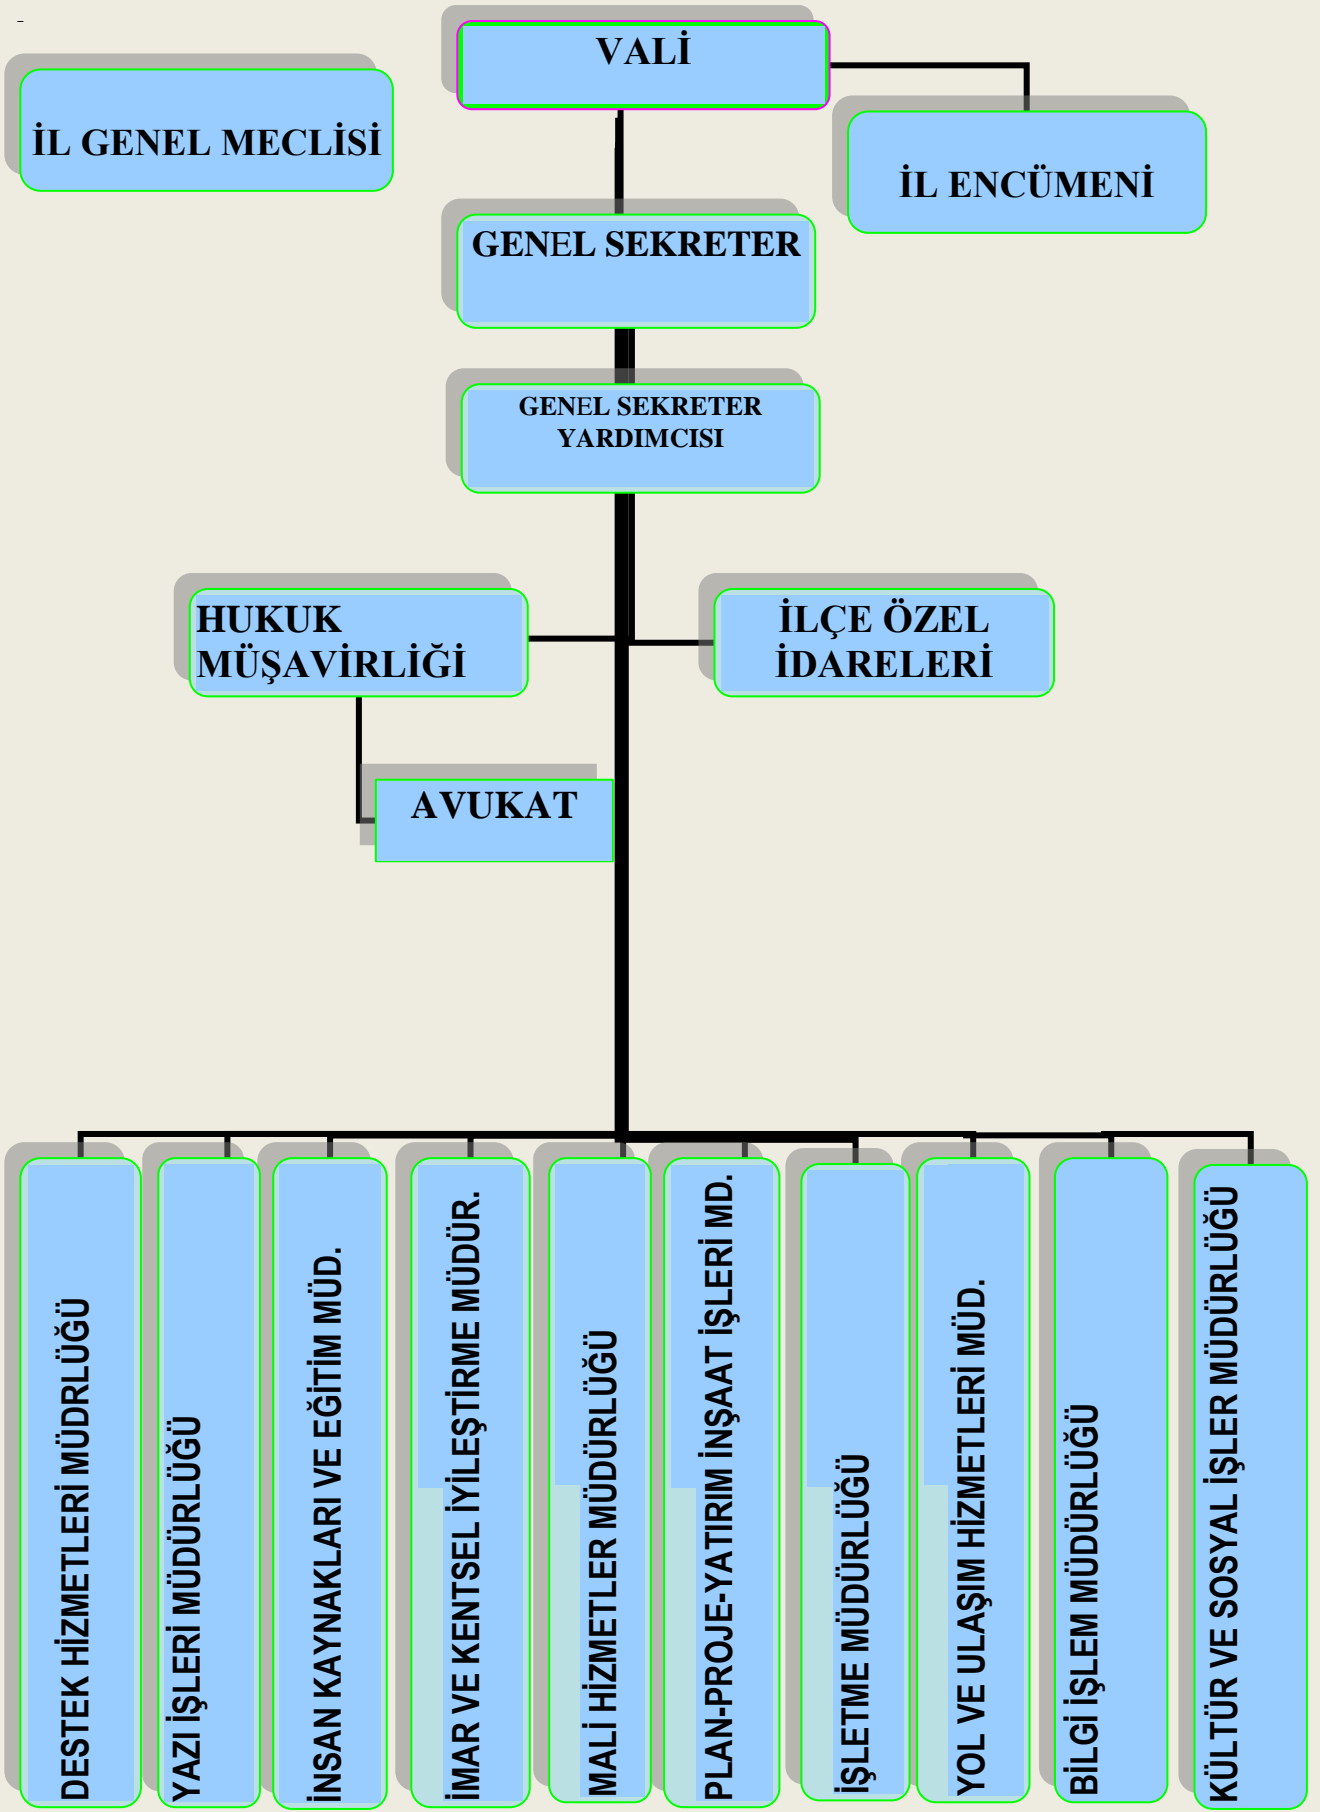 VALİ
İL GENEL MECLİSİ
İL ENCÜMENİ
GENEL SEKRETER
GENEL SEKRETER
YARDIMCISI
HUKUK
MÜŞAVİRLİĞİ
İLÇE ÖZEL
İDARELERİ
AVUKAT
DESTEK HİZMETLERİ MÜDRLÜĞÜ
YAZI İŞLERİ MÜDÜRLÜĞÜ
İNSAN KAYNAKLARI VE EĞİTİM MÜD.
İMAR VE KENTSEL İYİLEŞTİRME MÜDÜR.
MALİ HİZMETLER MÜDÜRLÜĞÜ
PLAN-PROJE-YATIRIM İNŞAAT İŞLERİ MD.
İŞLETME MÜDÜRLÜĞÜ
YOL VE ULAŞIM HİZMETLERİ MÜD.
BİLGİ İŞLEM MÜDÜRLÜĞÜ
KÜLTÜR VE SOSYAL İŞLER MÜDÜRLÜĞÜ